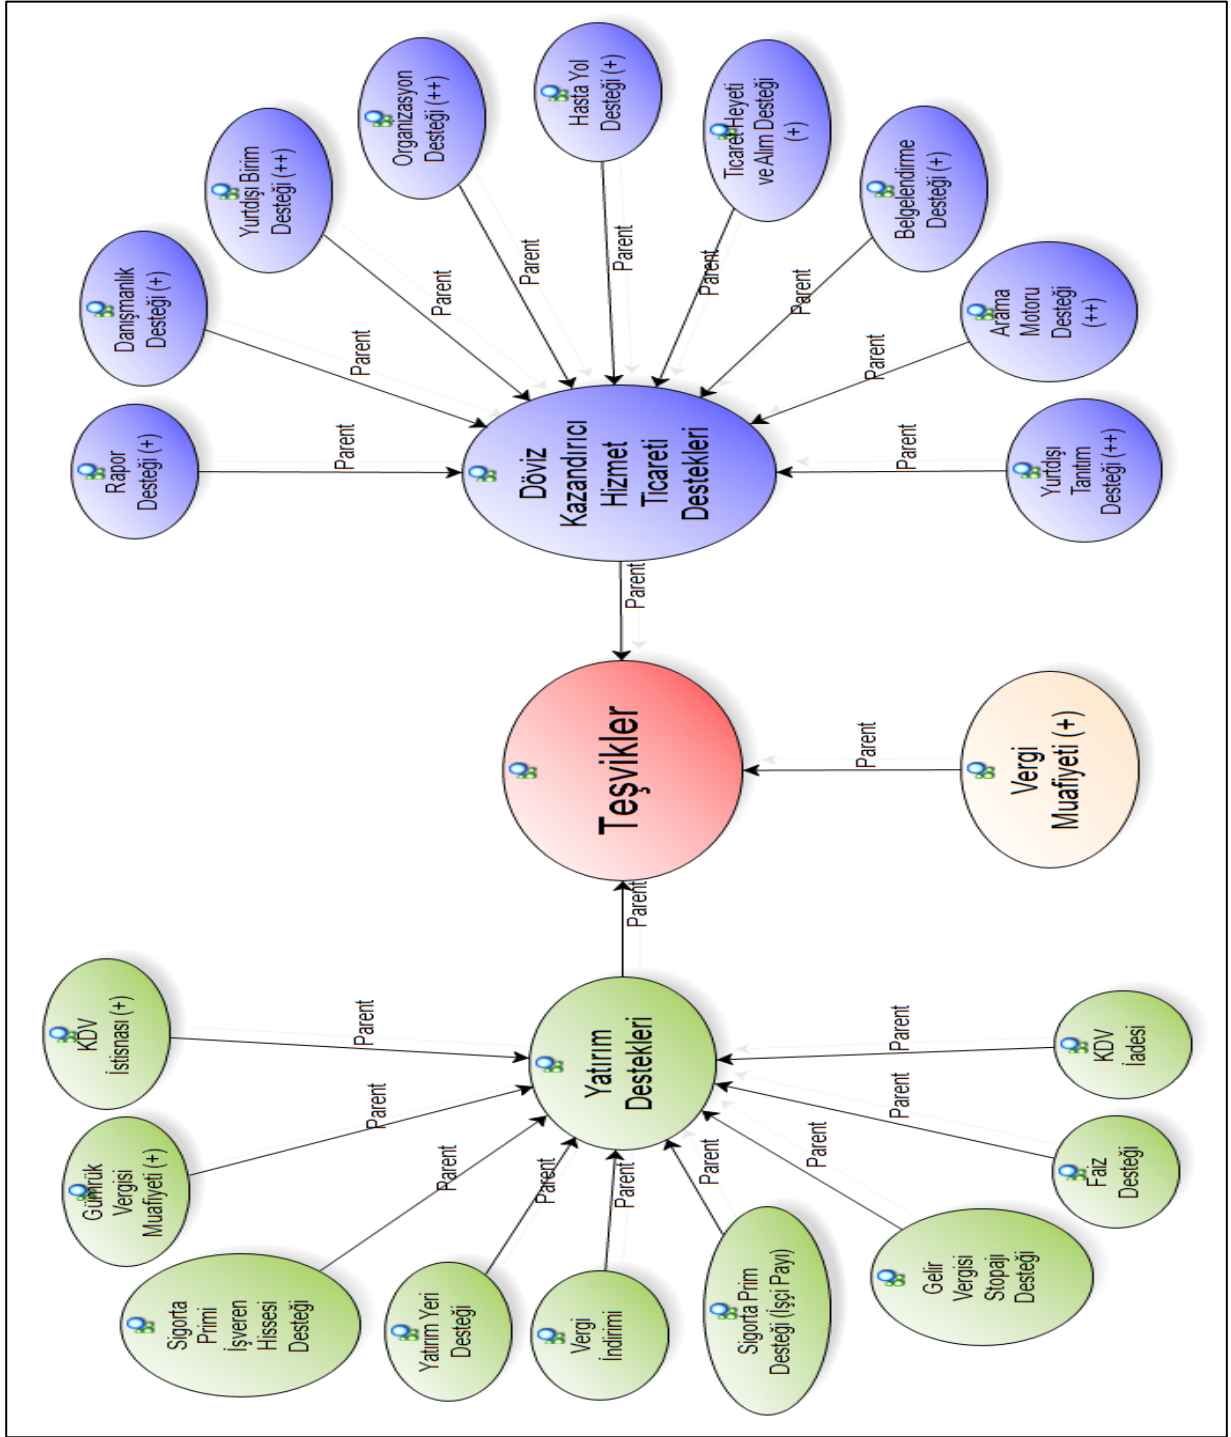 Rapor
Desteği (+)
Danışmanlık
Desteği (+)
Yurtdışı Birim
Desteği (++)
Organizasyon
Desteği (++)
Hasta Yol
Desteği (+)
Ticaret Heyeti
ve Alım Desteği
(+)
Belgelendirme
Desteği (+)
Arama
Motoru
Desteği
(++)
Yurtdışı
Tanıtım
Desteği (++)
Parent
Parent
Parent
Parent
Parent
Parent
Parent
Parent
Parent
Döviz
Kazandırıcı
Hizmet
Ticareti
Destekleri
Parent
Teşvikler
Parent
Vergi
Muafiyeti (+)
Parent
Yatırım
Destekleri
Parent
Parent
Parent
Parent
Parent
Parent
Parent
Parent
Parent
KDV
İstisnası (+)
Gümrük
Vergisi
Muafiyeti (+)
Sigorta
Primi
İşveren
Hissesi
Desteği
Yatırım Yeri
Desteği
Vergi
İndirimi
Sigorta Prim
Desteği (İşçi Payı)
Gelir
Vergisi
Stopajı
Desteği
Faiz
Desteği
KDV
İadesi